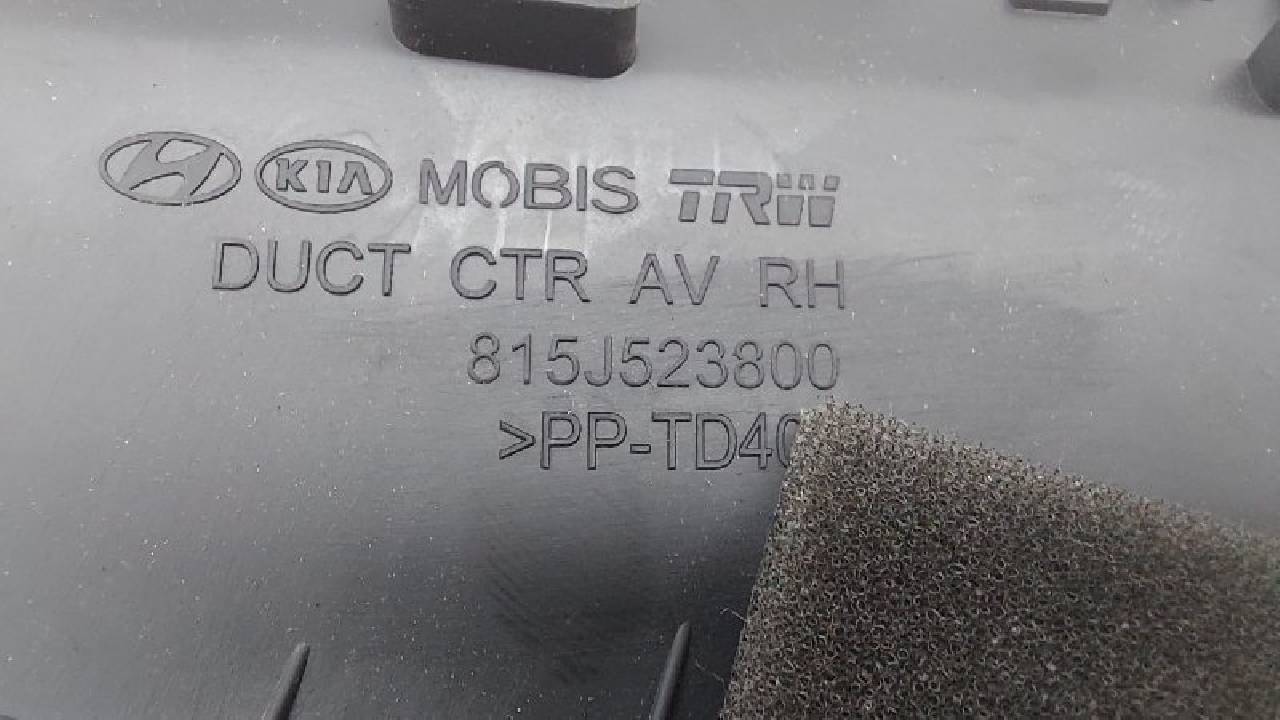 KIA MOBIS TRW
DUCT CTR AV RH
815J523800
>PP-TD40